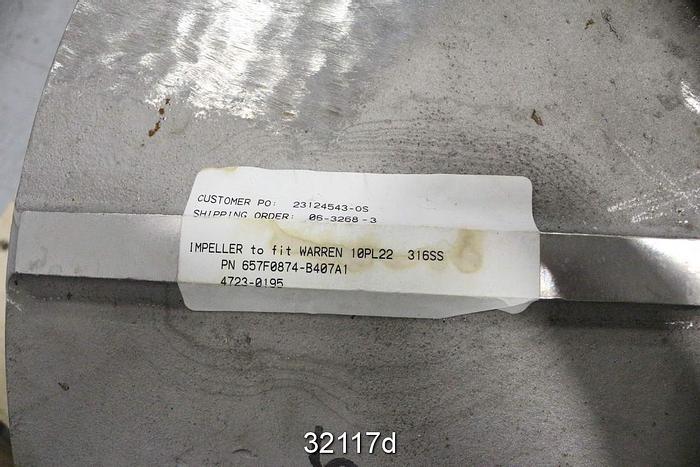 CUSTOMER PO: 23124543-OS
SHIPPING ORDER: 06-3268-3
IMPELLER to fit WARREN 10PL22 316SS
PN 657F0874-B407A1
4723-0195
32117d